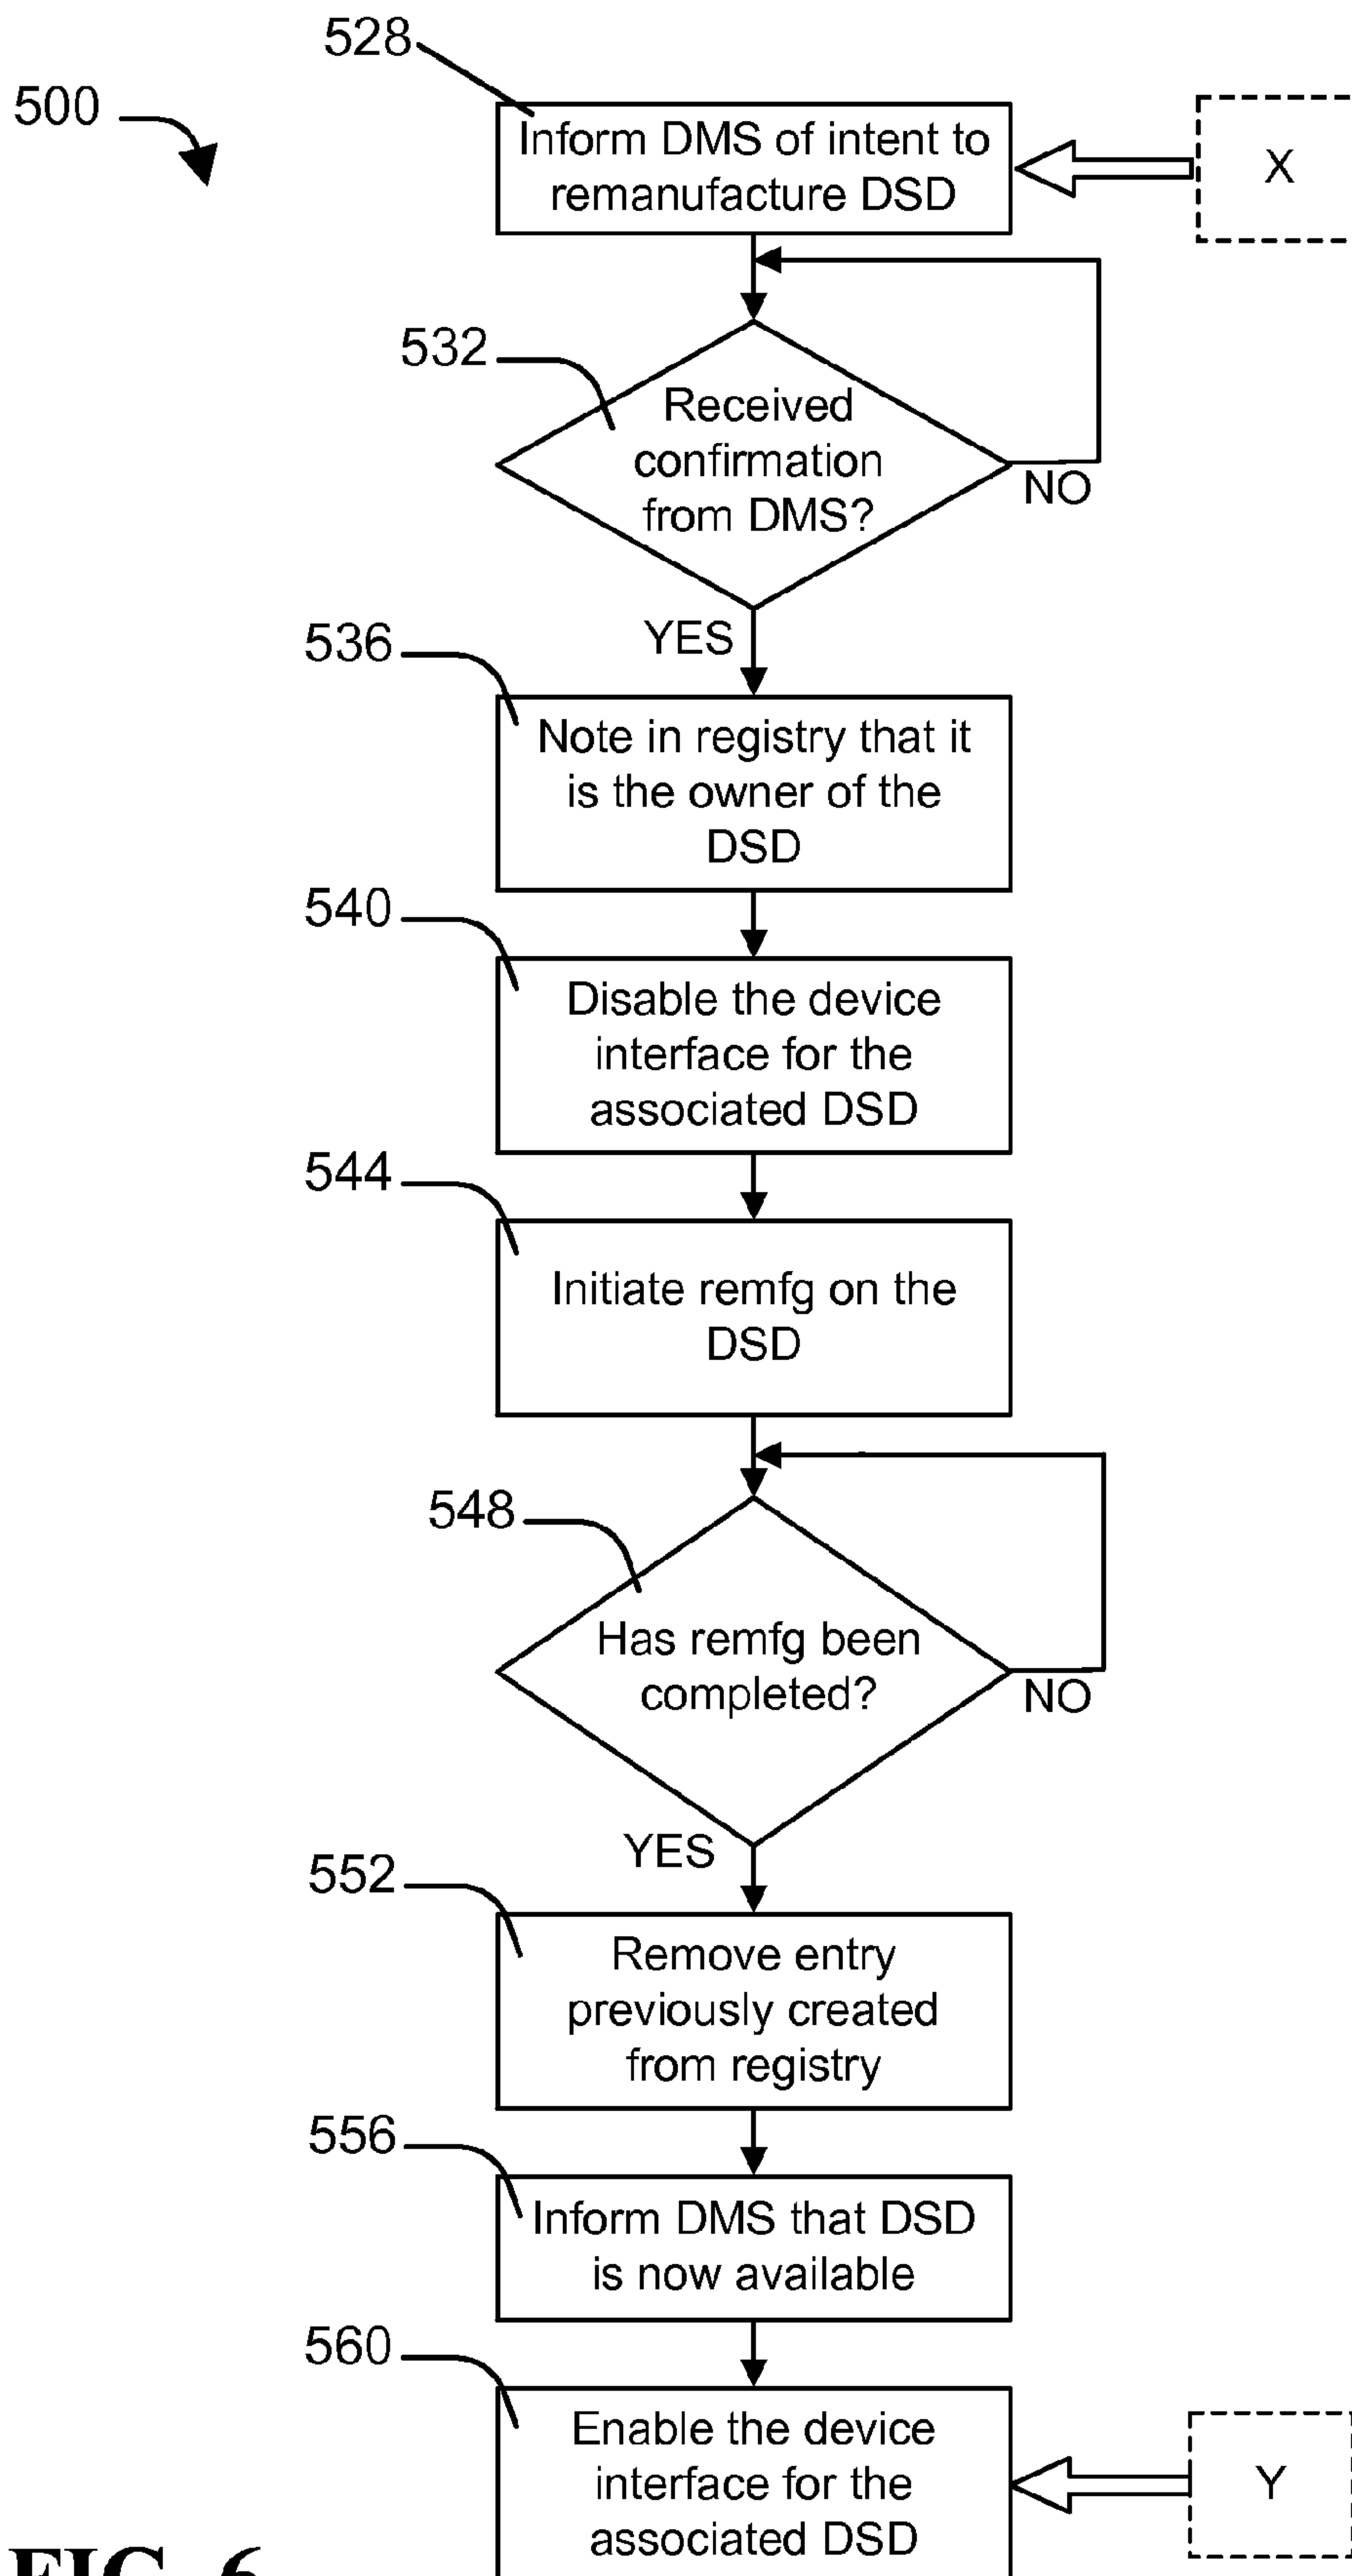 528
500
Inform DMS of intent to
remanufacture DSD
X
532
Received
confirmation
from DMS?
NO
YES
536
Note in registry that it
is the owner of the
DSD
540
Disable the device
interface for the
associated DSD
544
Initiate remfg on the
DSD
548
Has remfg been
completed?
NO
YES
552
Remove entry
previously created
from registry
556
Inform DMS that DSD
is now available
560
Enable the device
interface for the
associated DSD
Y
FIG. 6